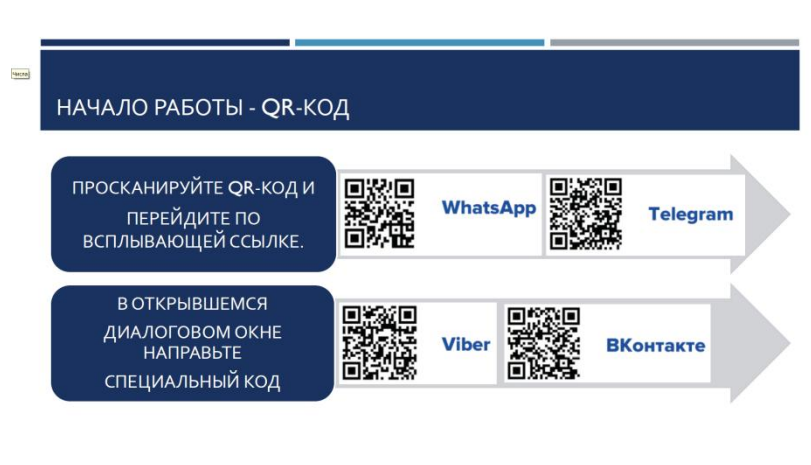 Числа
НАЧАЛО РАБОТЫ - QR-КОД
ПРОСКАНИРУЙТЕ QR-КОД И
ПЕРЕЙДИТЕ ПО
ВСПЛЫВАЮЩЕЙ ССЫЛКЕ.
WhatsApp
Telegram
В ОТКРЫВШЕМСЯ
ДИАЛОГОВОМ ОКНЕ
НАПРАВЬТЕ
СПЕЦИАЛЬНЫЙ КОД
Viber
ВКонтакте